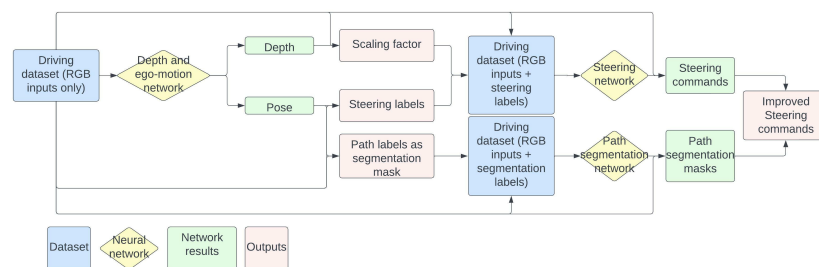 Driving
dataset (RGB
inputs only)
Depth and
ego-motion
network
Depth
Pose
Scaling factor
Steering labels
Path labels as
segmentation
mask
Driving
dataset (RGB
inputs +
steering
labels)
Driving
dataset (RGB
inputs +
segmentation
labels)
Steering
network
Path
segmentation
network
Steering
commands
Path
segmentation
masks
Improved
Steering
commands
Dataset
Neural
network
Network
results
Outputs